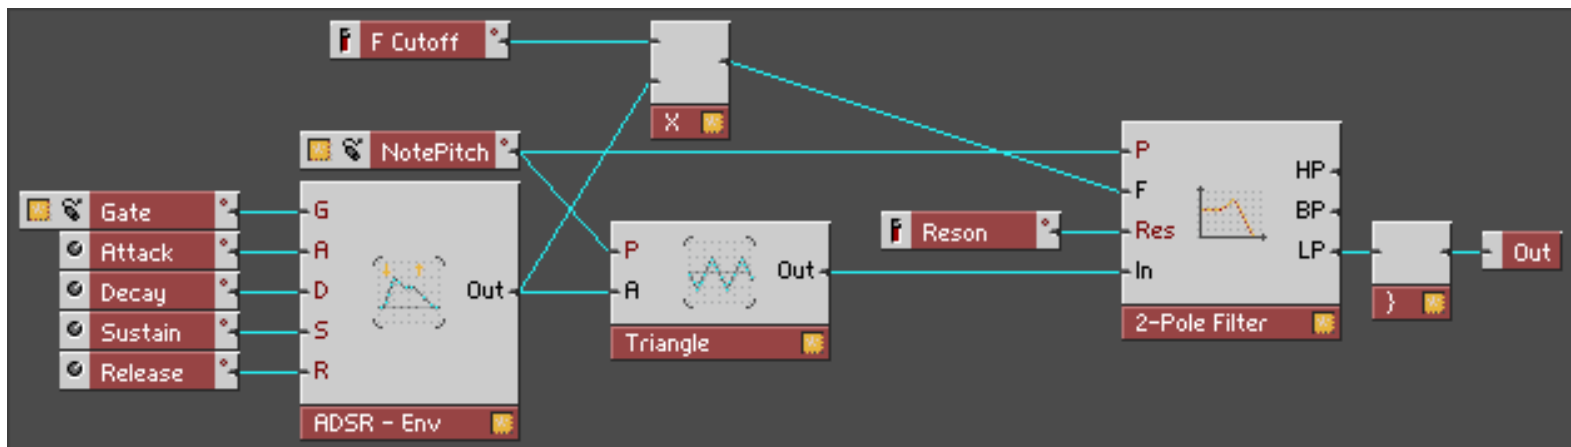 F Cutoff
X
NotePitch
Gate
Attack
Decay
Sustain
Release
G
A
D
S
R
Out
ADSR - Env
P
A
Out
Triangle
Reson
P
F
Res
In
HP
BP
LP
2-Pole Filter
}
Out